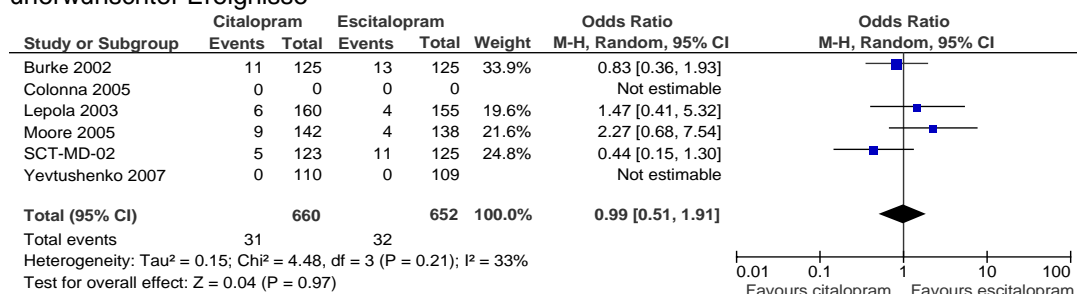 unerwünschter Ereignisse
Citalopram Escitalopram Odds Ratio Odds Ratio
Study or Subgroup Events Total Events Total Weight M-H, Random, 95% CI M-H, Random, 95% CI
Burke 2002 11 125 13 125 33.9% 0.83 [0.36, 1.93]
Colonna 2005 0 0 0 0 Not estimable
Lepola 2003 6 160 4 155 19.6% 1.47 [0.41, 5.32]
Moore 2005 9 142 4 138 21.6% 2.27 [0.68, 7.54]
SCT-MD-02 5 123 11 125 24.8% 0.44 [0.15, 1.30]
Yevtushenko 2007 0 110 0 109 Not estimable
Total (95% CI) 660 652 100.0% 0.99 [0.51, 1.91]
Total events 31 32
Heterogeneity: Tau² = 0.15; Chi² = 4.48, df = 3 (P = 0.21); I² = 33%
Test for overall effect: Z = 0.04 (P = 0.97)
0.01 0.1 1 10 100
Favours citalopram Favours escitalopram